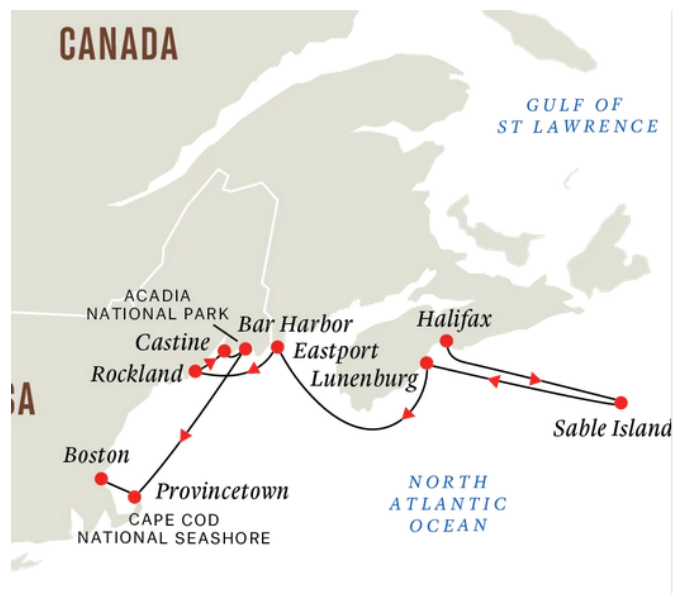 CANADA
GULF OF
ST LAWRENCE
ACADIA
NATIONAL PARK
Bar Harbor
Halifax
Castine
Eastport
Rockland
Lunenburg
SA
Sable Island
Boston
Provincetown
NORTH
ATLANTIC
OCEAN
CAPE COD
NATIONAL SEASHORE